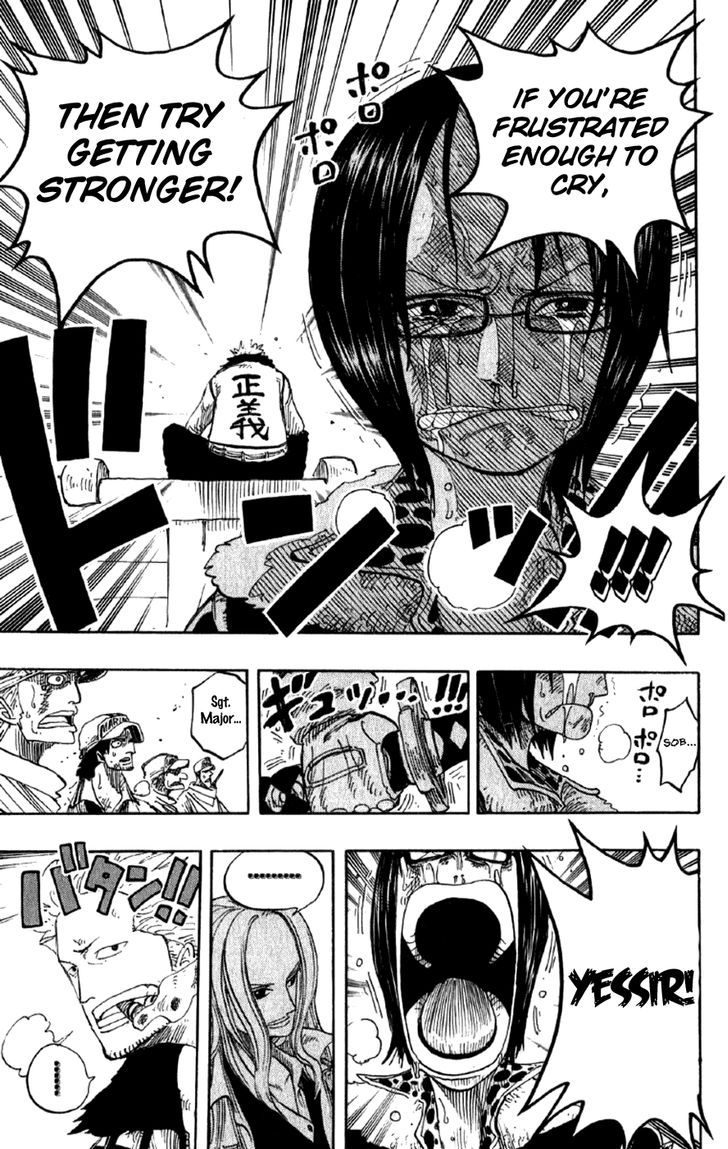 IF YOU'RE
FRUSTRATED
ENOUGH TO
CRY,
ポロ
ポロ
THEN TRY
GETTING
STRONGER!
正義
ドン
!!
!!!!
ポロ
ポロ...
SOB...
ギュッ...!!
Sgt.
Major...
YESSIR!
.........
バタン!!
......